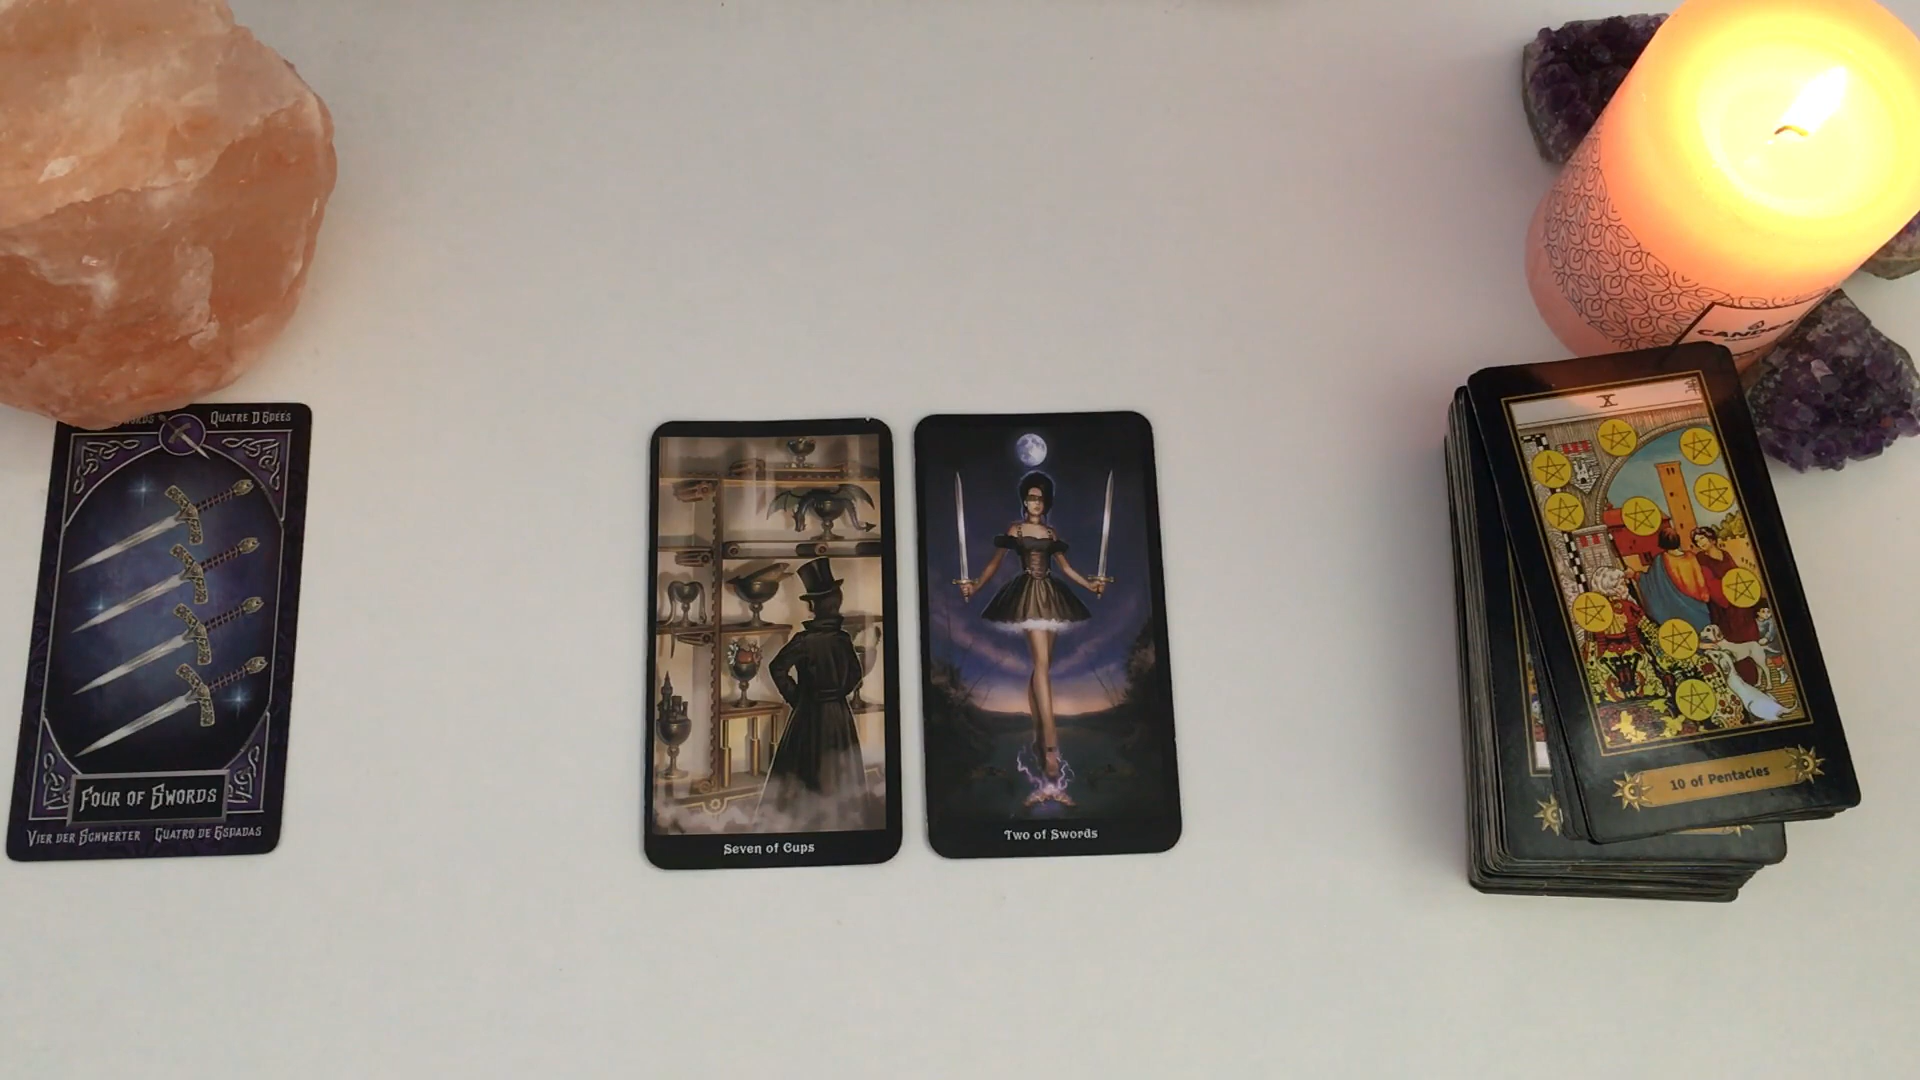 QUATRE D'ÉPÉES
FOUR OF SWORDS
VIER DER SCHWERTER CUATRO DE ESPADAS
Seven of Cups
Two of Swords
X
10 of Pentacles